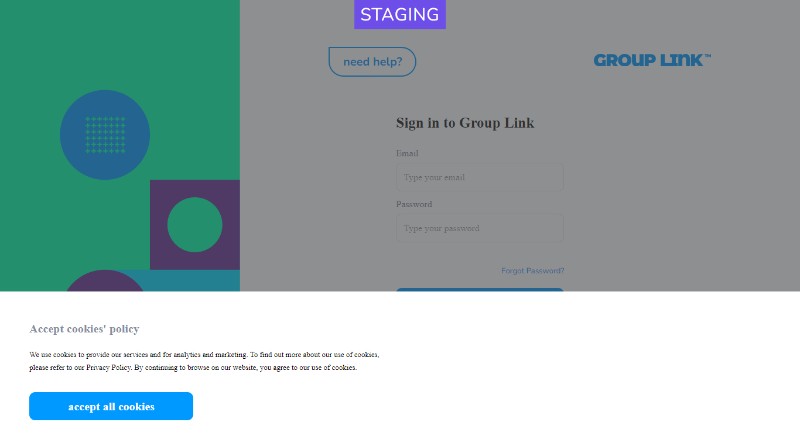 STAGING
need help?
GROUP LINK™
Sign in to Group Link
Email
Type your email
Password
Type your password
Forgot Password?
Accept cookies' policy
We use cookies to provide our services and for analytics and marketing. To find out more about our use of cookies,
please refer to our Privacy Policy. By continuing to browse on our website, you agree to our use of cookies.
accept all cookies